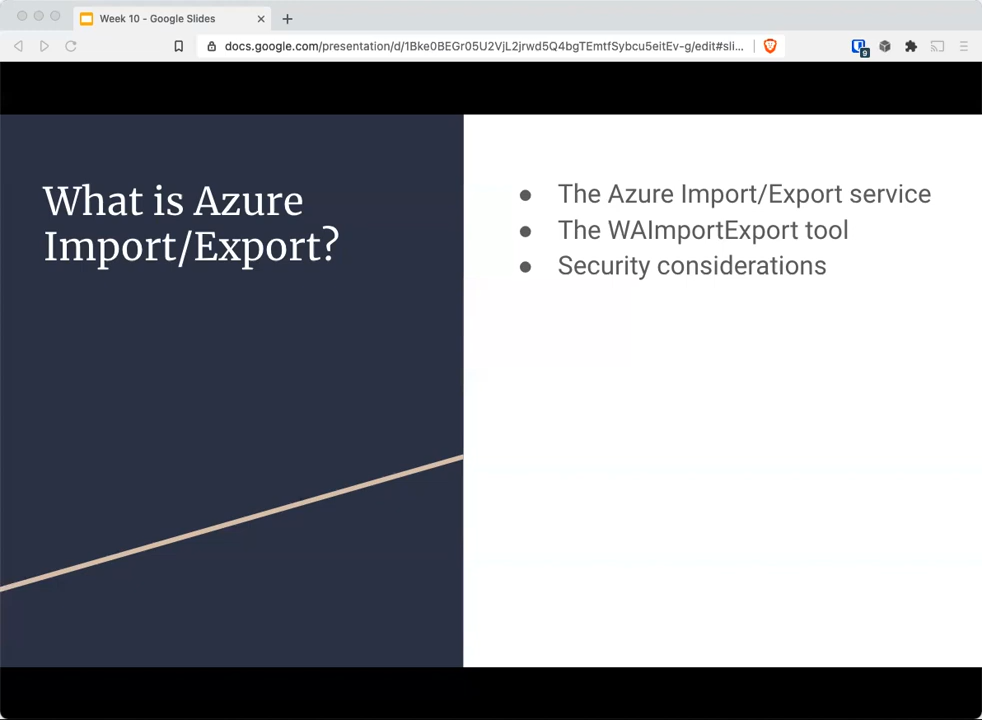 Week 10 - Google Slides
docs.google.com/presentation/d/1Bke0BEGr05U2VjL2jrwd5Q4bgTEmtfSybcu5eitEv-g/edit#sli...
9
What is Azure
Import/Export?
● The Azure Import/Export service
● The WAImportExport tool
● Security considerations